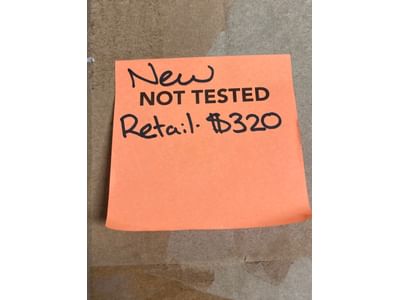 New
NOT TESTED
Retail. $320